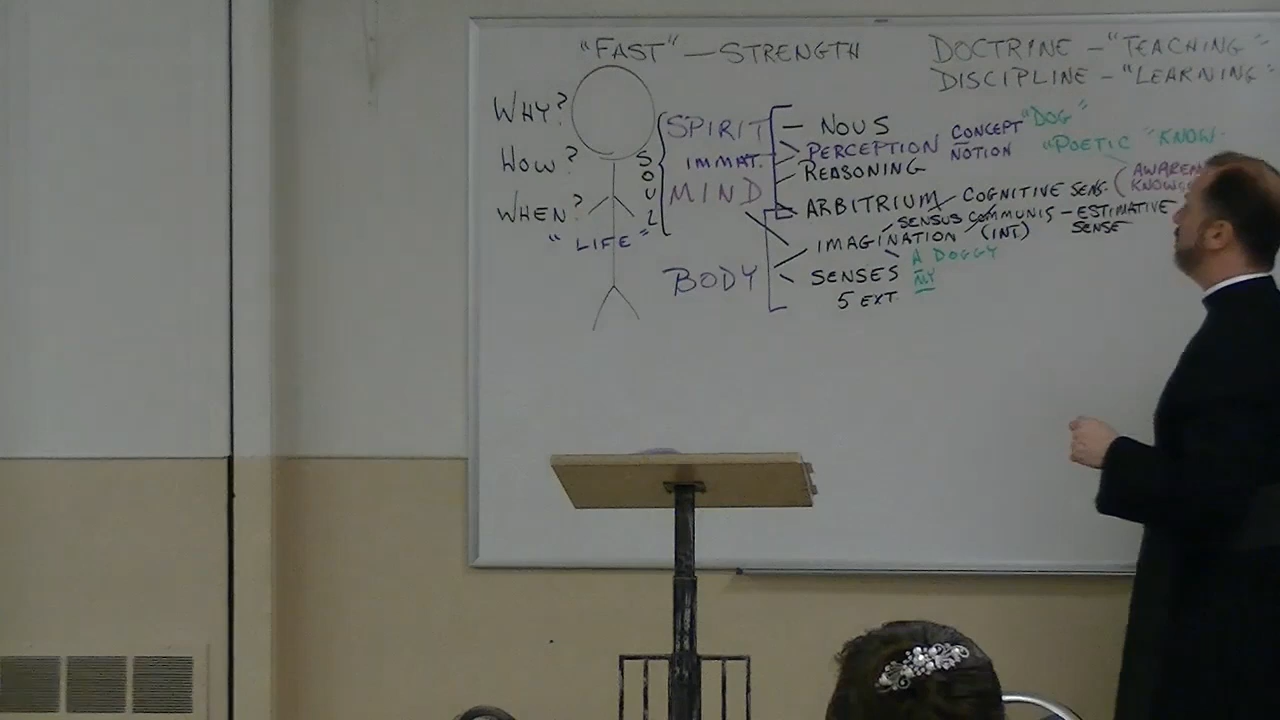 "FAST" — STRENGTH
DOCTRINE – "TEACHING"
DISCIPLINE – "LEARNING"
WHY?
HOW?
WHEN?
"LIFE"
SOUL
SPIRIT
IMMAT.
MIND
BODY
— NOUS
PERCEPTION CONCEPT "DOG"
NOTION
"POETIC "KNOW-
REASONING
ARBITRIUM – COGNITIVE SENS.
SENSUS COMMUNIS – ESTIMATIVE
SENSE
IMAGINATION (INT)
A DOGGY
SENSES
5 EXT